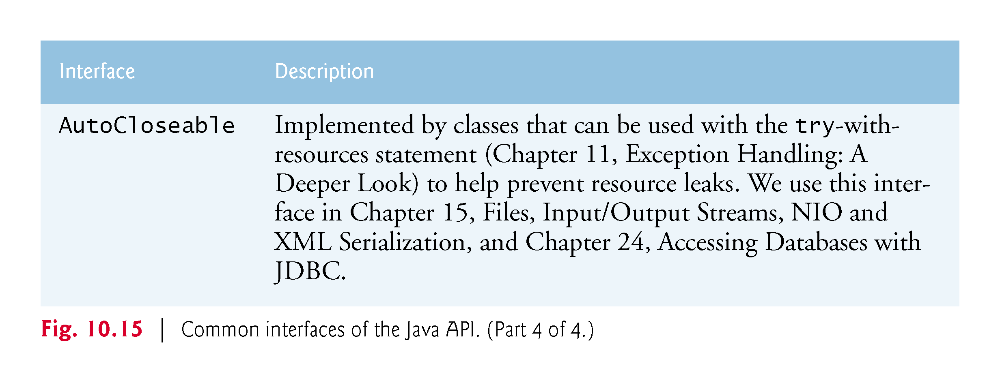 Interface Description
AutoCloseable Implemented by classes that can be used with the try-with-
resources statement (Chapter 11, Exception Handling: A
Deeper Look) to help prevent resource leaks. We use this inter-
face in Chapter 15, Files, Input/Output Streams, NIO and
XML Serialization, and Chapter 24, Accessing Databases with
JDBC.
Fig. 10.15 | Common interfaces of the Java API. (Part 4 of 4.)